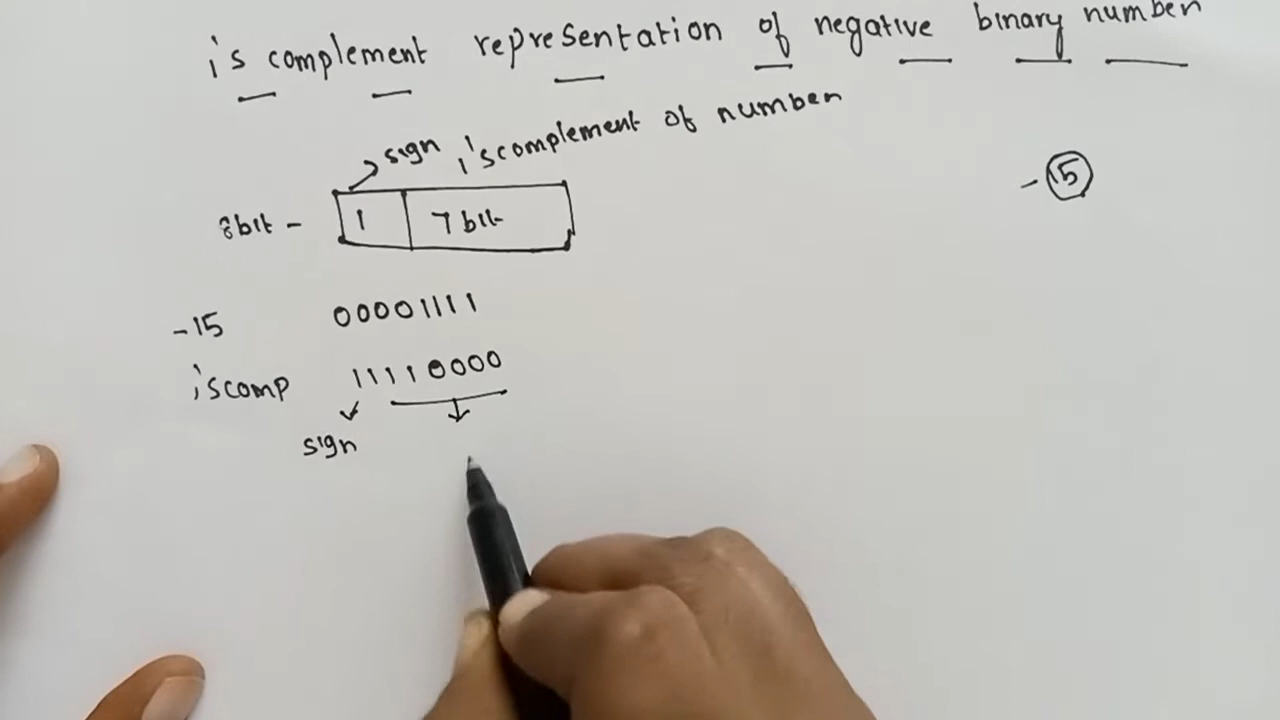 1's complement representation of negative binary number
sign 1's complement of number
-15
8bit - 1 7 bit
-15 00001111
1's comp 11110000
sign